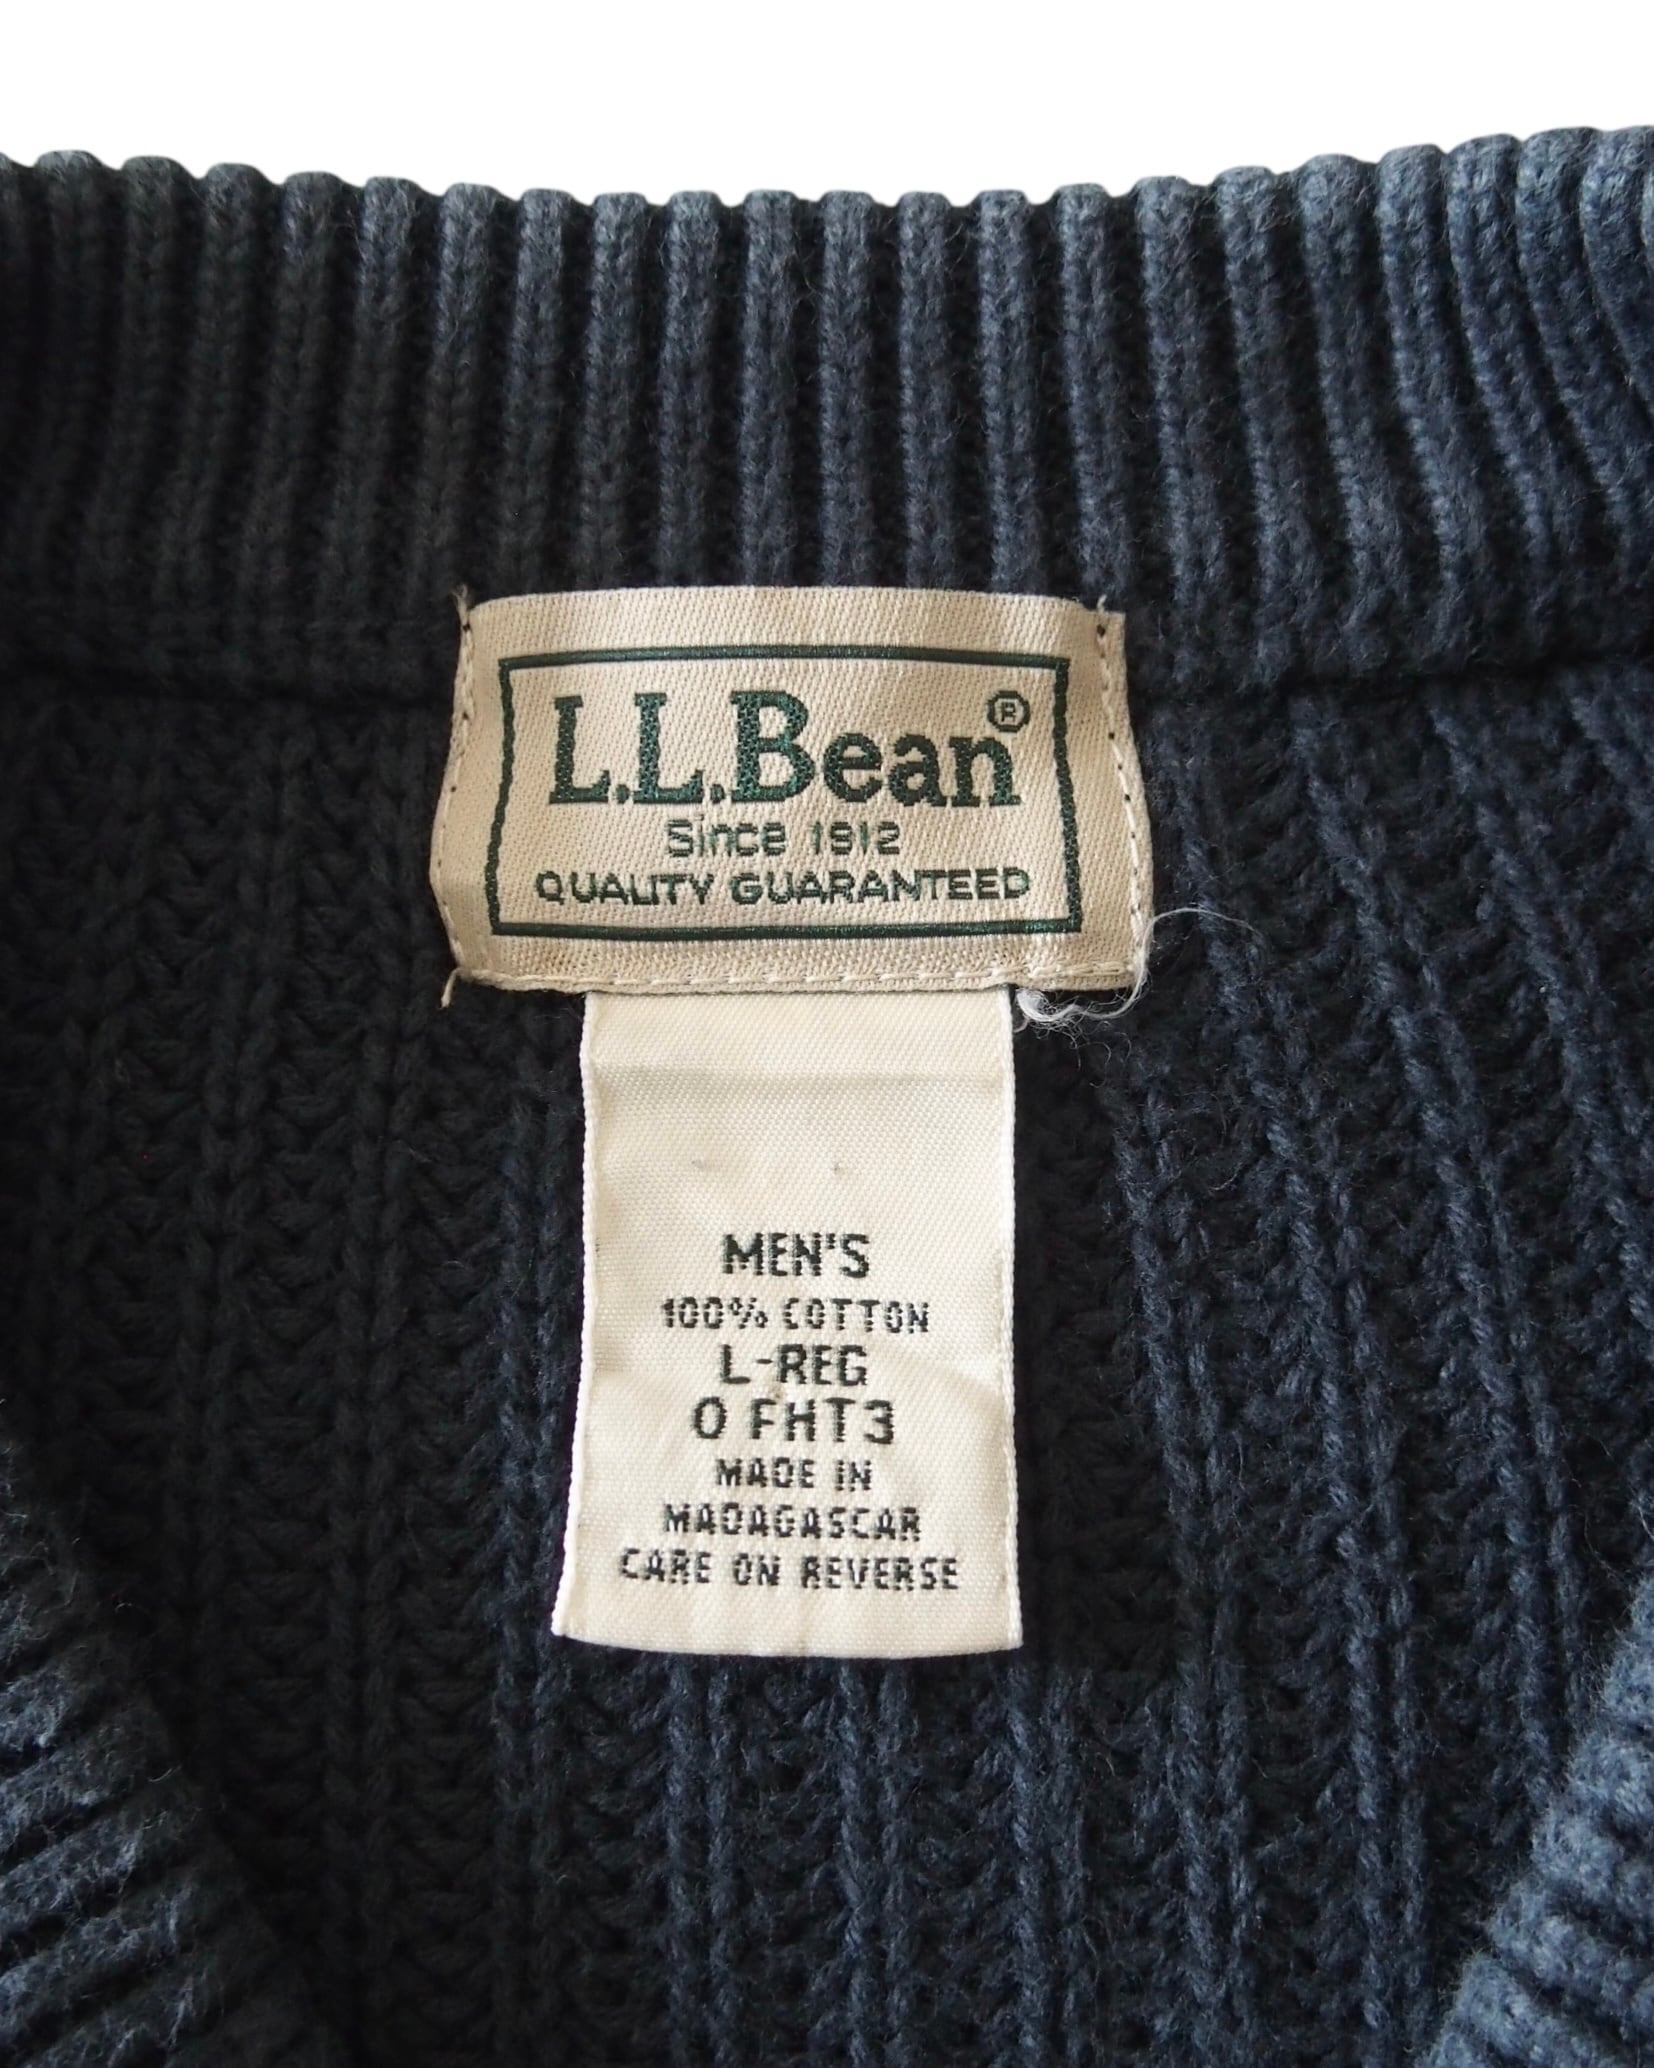 L.L.Bean®
Since 1912
QUALITY GUARANTEED
MEN'S
100% COTTON
L-REG
0 FHT3
MADE IN
MADAGASCAR
CARE ON REVERSE